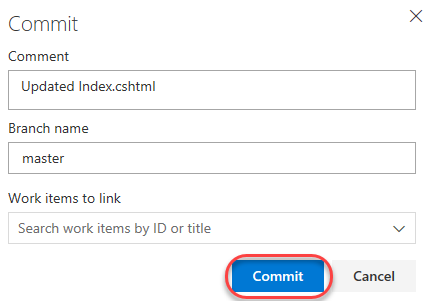 Commit
Comment
Updated Index.cshtml
Branch name
master
Work items to link
Search work items by ID or title
Commit Cancel